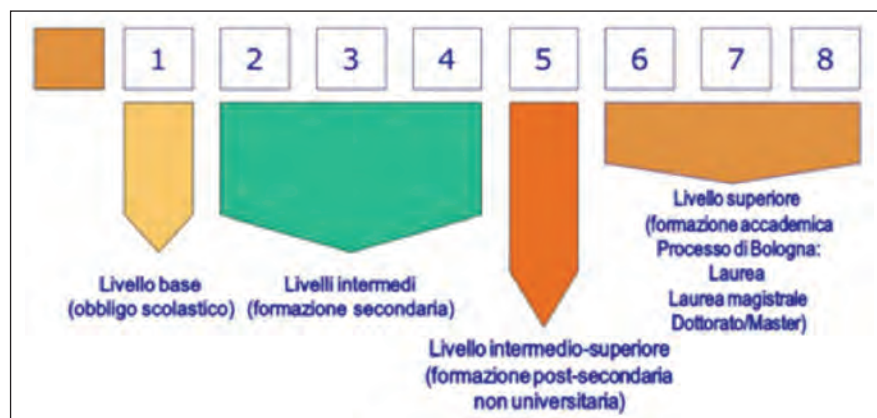 1 2 3 4 5 6 7 8
Livello base
(obbligo scolastico)
Livelli intermedi
(formazione secondaria)
Livello intermedio-superiore
(formazione post-secondaria
non universitaria)
Livello superiore
(formazione accademica
Processo di Bologna:
Laurea
Laurea magistrale
Dottorato/Master)